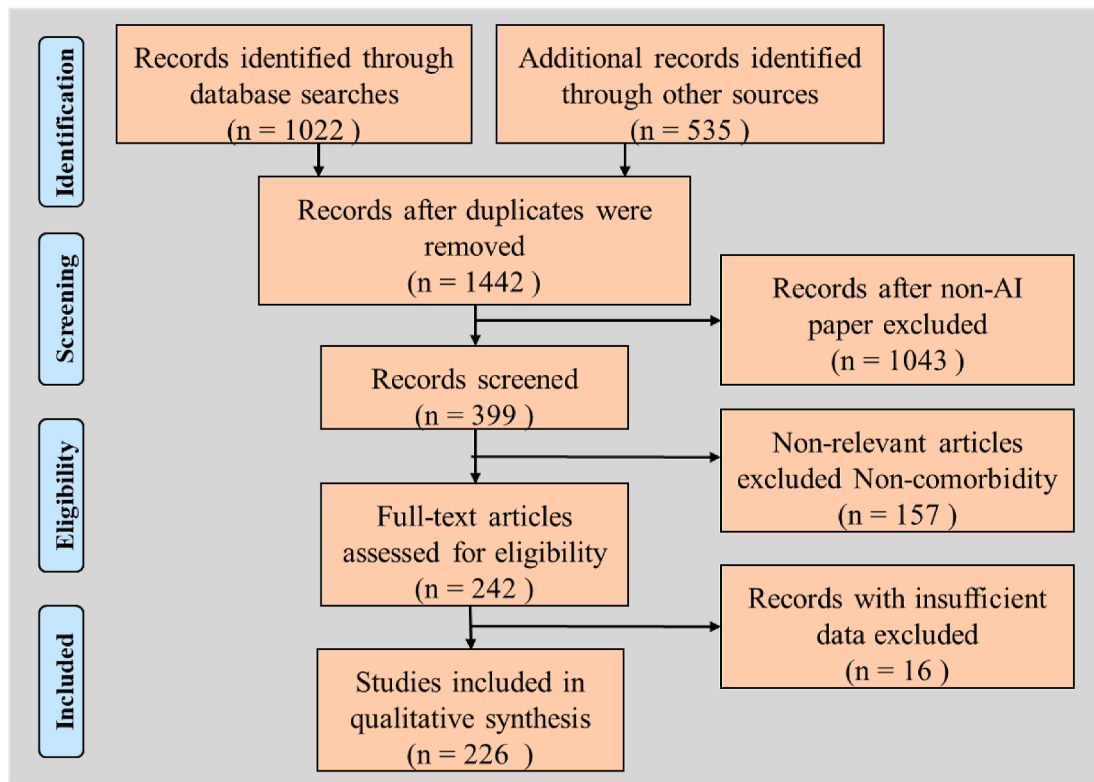 Identification
Records identified through
database searches
(n = 1022 )
Additional records identified
through other sources
(n = 535 )
Records after duplicates were
removed
(n = 1442 )
Screening
Records after non-AI
paper excluded
(n = 1043 )
Records screened
(n = 399 )
Eligibility
Non-relevant articles
excluded Non-comorbidity
(n = 157 )
Full-text articles
assessed for eligibility
(n = 242 )
Included
Records with insufficient
data excluded
(n = 16 )
Studies included in
qualitative synthesis
(n = 226 )